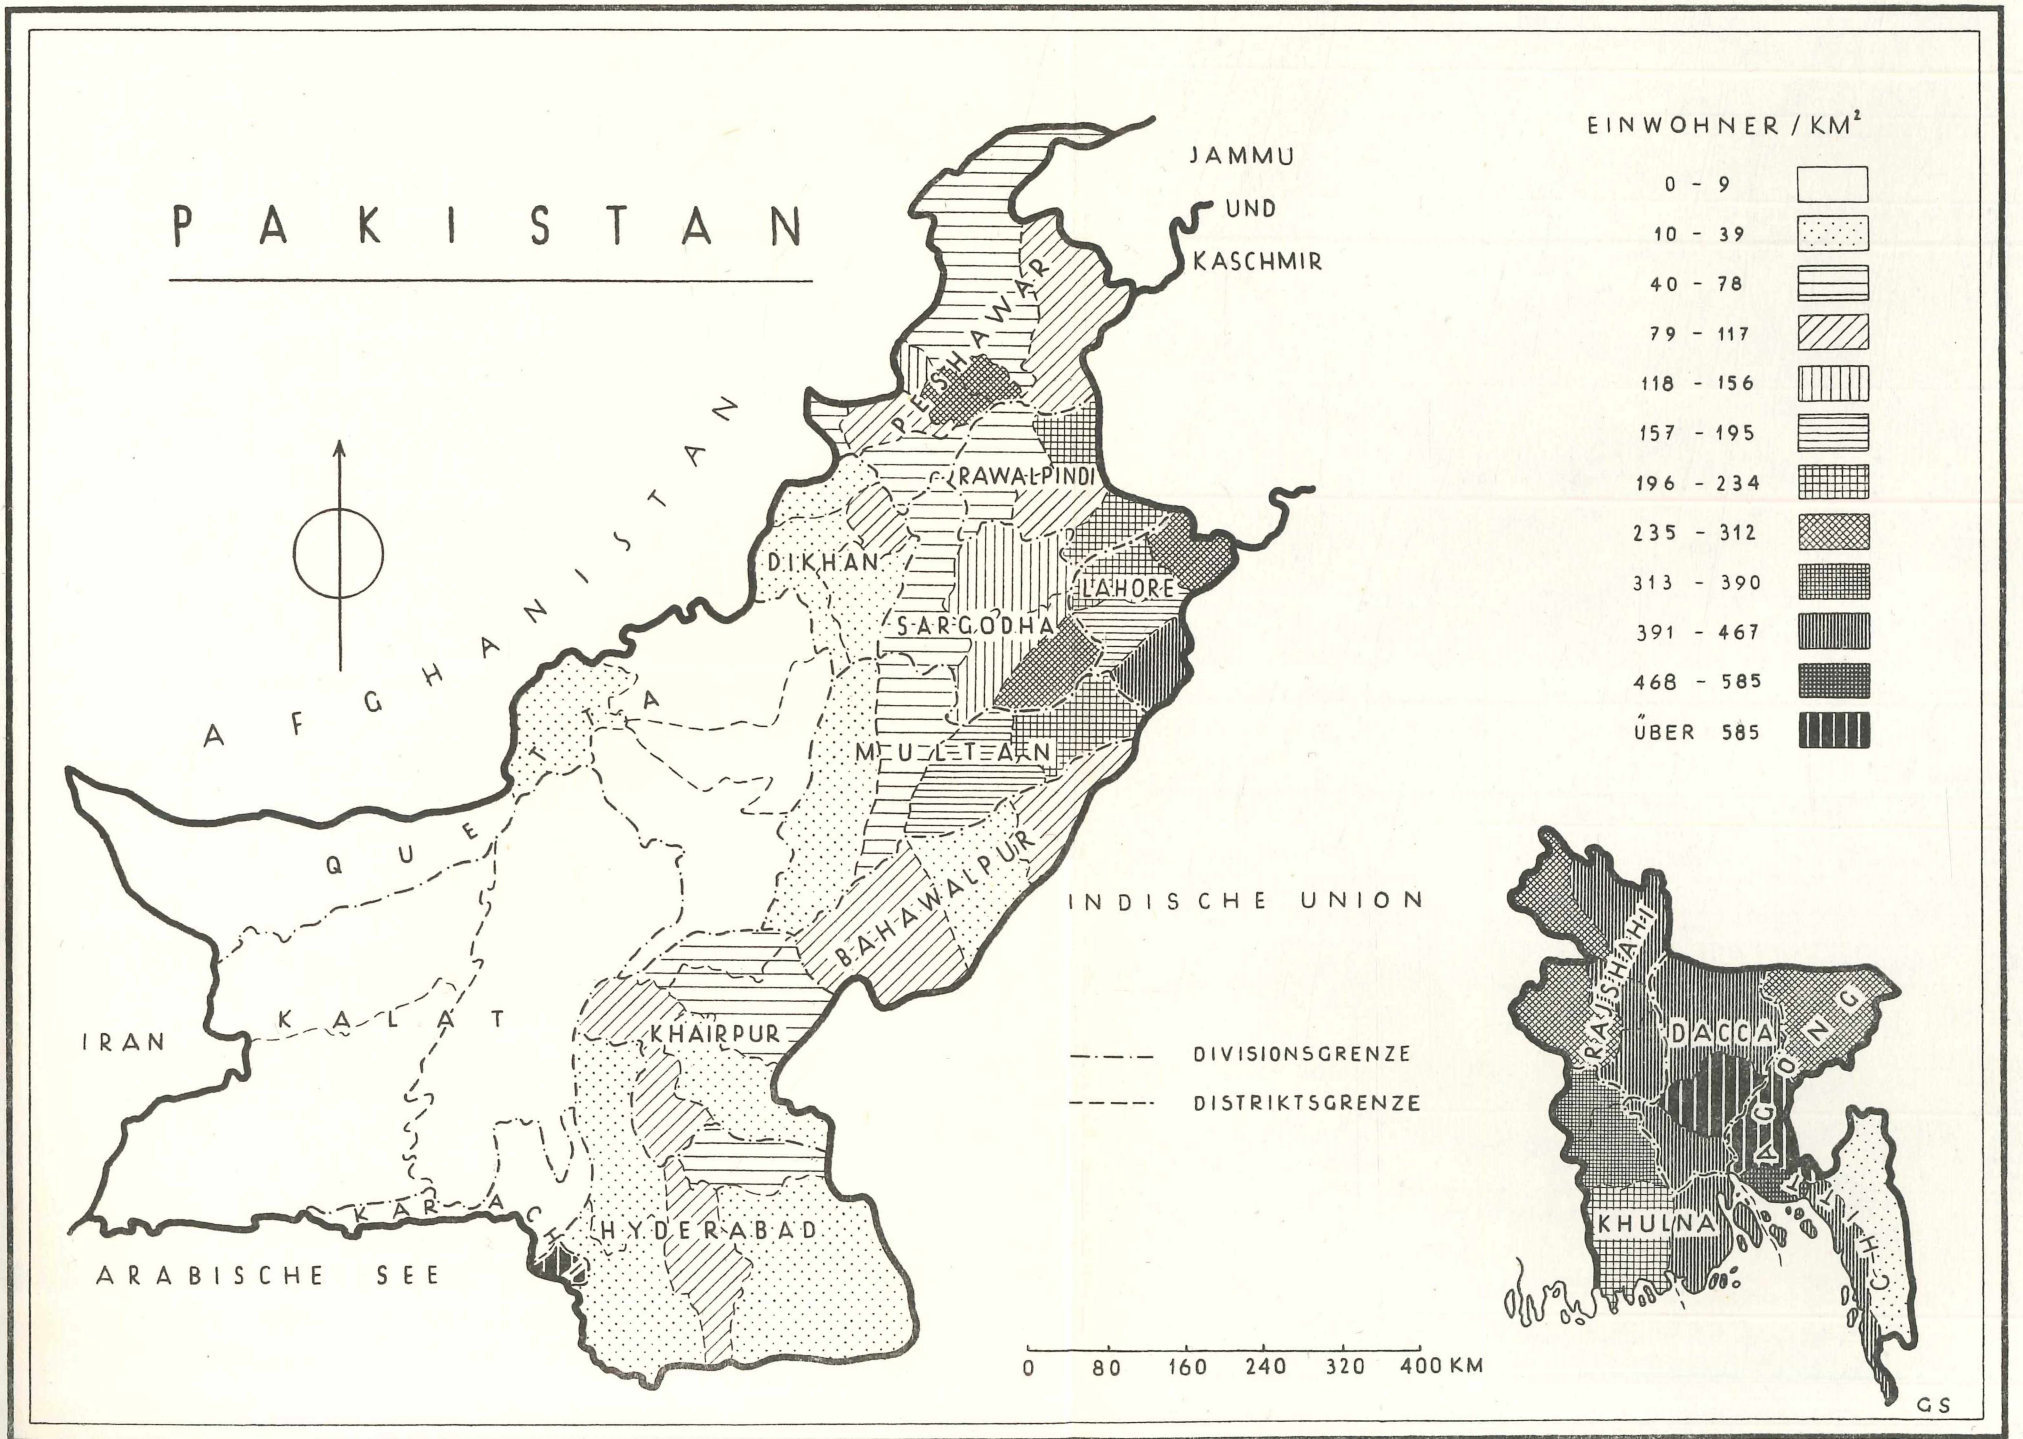 PAKISTAN
JAMMU
UND
KASCHMIR
EINWOHNER / KM²
0 - 9
10 - 39
40 - 78
79 - 117
118 - 156
157 - 195
196 - 234
235 - 312
313 - 390
391 - 467
468 - 585
ÜBER 585
AFGHANISTAN
PESHAWAR
RAWALPINDI
DIKHAN
LAHORE
SARGODHA
QUETTA
MULTAN
BAHAWALPUR
INDISCHE UNION
IRAN
KALAT
KHAIRPUR
KARACHI
HYDERABAD
ARABISCHE SEE
DIVISIONSGRENZE
DISTRIKTSGRENZE
0 80 160 240 320 400 KM
RAJSHAHI
DACCA
CHITTAGONG
KHULNA
GS